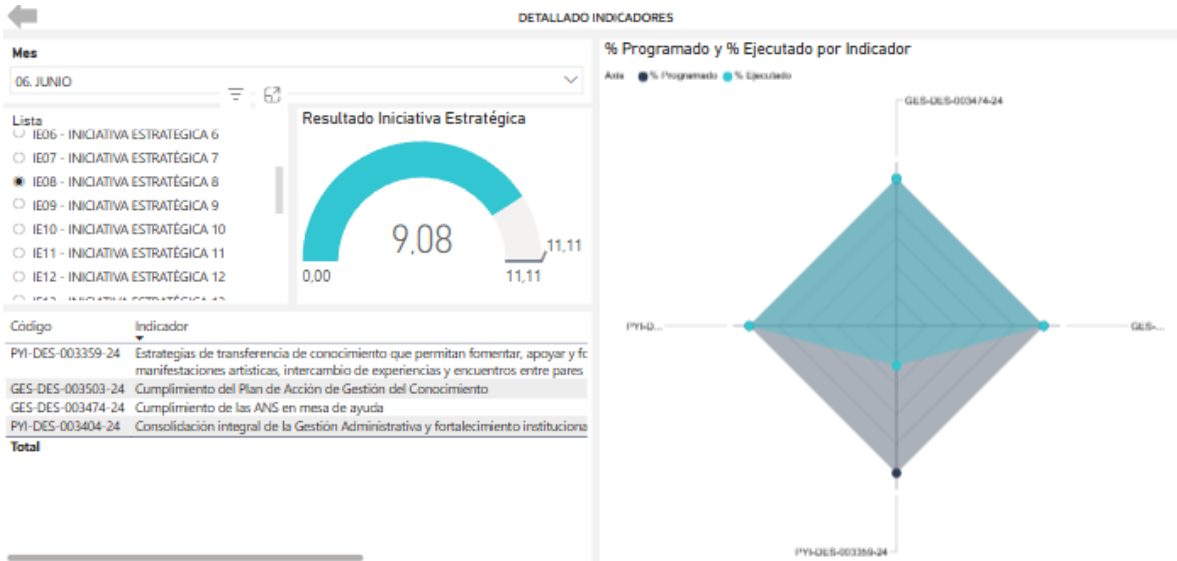 DETALLADO INDICADORES
Mes
06. JUNIO
Lista
IE06 - INICIATIVA ESTRATÉGICA 6
IE07 - INICIATIVA ESTRATÉGICA 7
IE08 - INICIATIVA ESTRATÉGICA 8
IE09 - INICIATIVA ESTRATÉGICA 9
IE10 - INICIATIVA ESTRATÉGICA 10
IE11 - INICIATIVA ESTRATÉGICA 11
IE12 - INICIATIVA ESTRATÉGICA 12
Resultado Iniciativa Estratégica
9,08
11,11
0,00
11,11
Código Indicador
PYI-DES-003359-24 Estrategias de transferencia de conocimiento que permitan fomentar, apoyar y fc
manifestaciones artísticas, intercambio de experiencias y encuentros entre pares
GES-DES-003503-24 Cumplimiento del Plan de Acción de Gestión del Conocimiento
GES-DES-003474-24 Cumplimiento de las ANS en mesa de ayuda
PYI-DES-003404-24 Consolidación integral de la Gestión Administrativa y fortalecimiento instituciona
Total
% Programado y % Ejecutado por Indicador
Axis % Programado % Ejecutado
GES-DES-003474-24
PYI-D...
GES-...
PYI-DES-003359-24